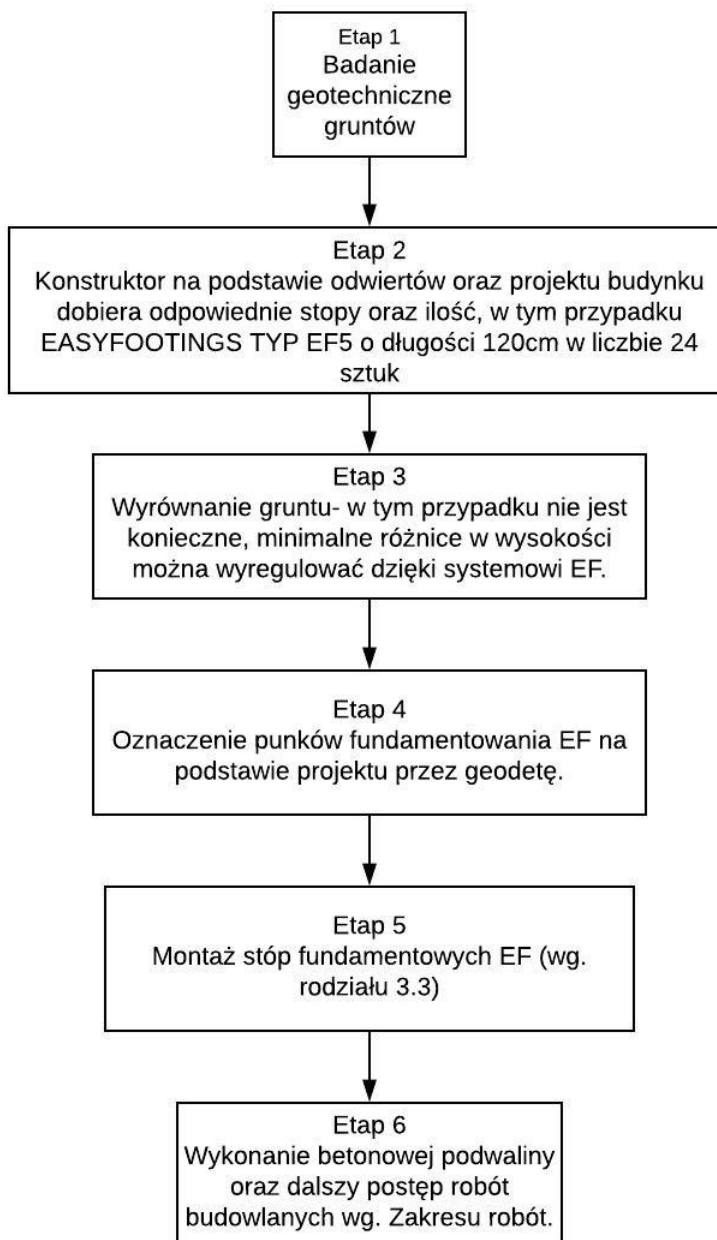 Etap 1
Badanie
geotechniczne
gruntów
Etap 2
Konstruktor na podstawie odwiertów oraz projektu budynku
dobiera odpowiednie stopy oraz ilość, w tym przypadku
EASYFOOTINGS TYP EF5 o długości 120cm w liczbie 24
sztuk
Etap 3
Wyrównanie gruntu- w tym przypadku nie jest
konieczne, minimalne różnice w wysokości
można wyregulować dzięki systemowi EF.
Etap 4
Oznaczenie punków fundamentowania EF na
podstawie projektu przez geodetę.
Etap 5
Montaż stóp fundamentowych EF (wg.
rodziału 3.3)
Etap 6
Wykonanie betonowej podwaliny
oraz dalszy postęp robót
budowlanych wg. Zakresu robót.